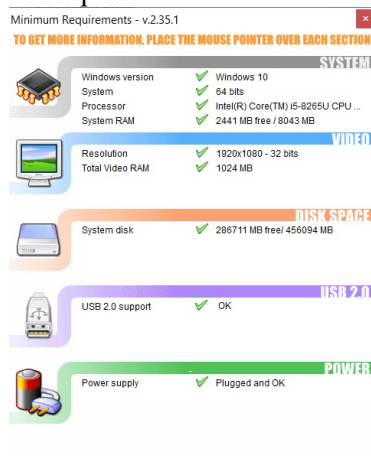 Minimum Requirements - v.2.35.1
TO GET MORE INFORMATION, PLACE THE MOUSE POINTER OVER EACH SECTION
SYSTEM
Windows version Windows 10
System 64 bits
Processor Intel(R) Core(TM) i5-8265U CPU ...
System RAM 2441 MB free / 8043 MB
VIDEO
Resolution 1920x1080 - 32 bits
Total Video RAM 1024 MB
DISK SPACE
System disk 286711 MB free/ 456094 MB
USB 2.0
USB 2.0 support OK
POWER
Power supply Plugged and OK